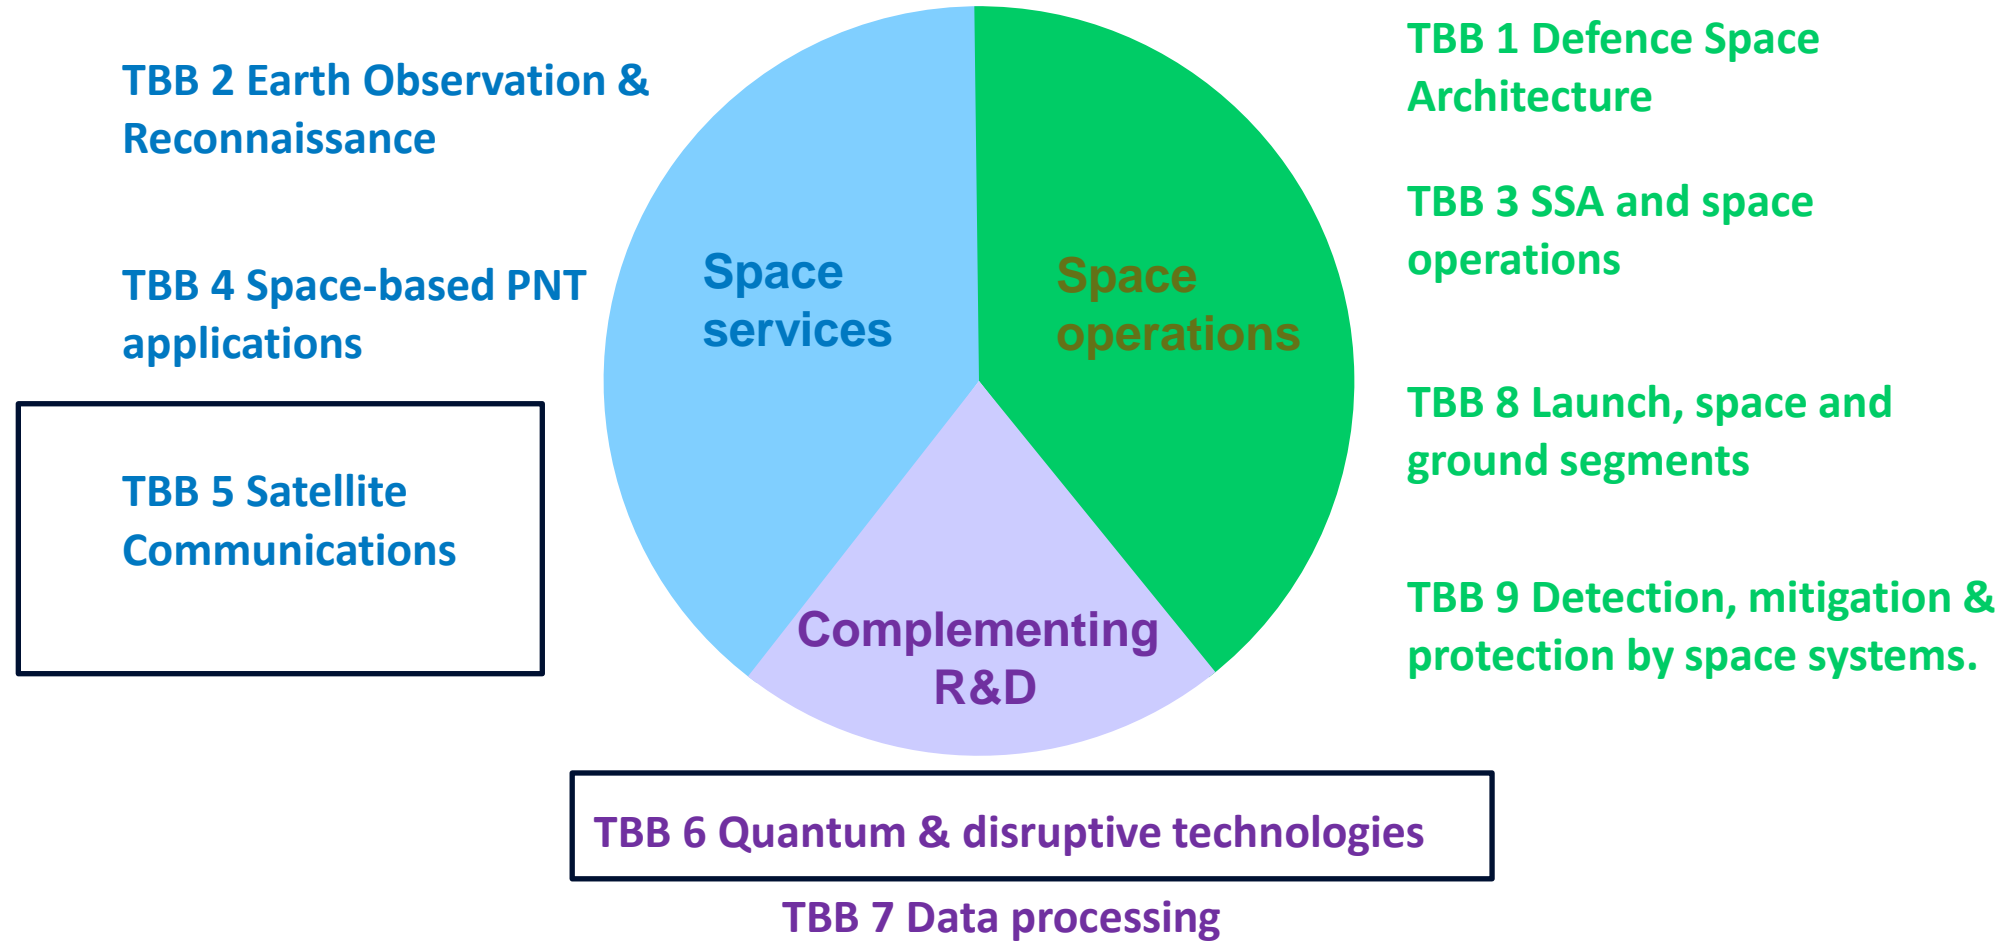 TBB 2 Earth Observation &
Reconnaissance
TBB 4 Space-based PNT
applications
TBB 5 Satellite
Communications
Space
services
Space
operations
Complementing
R&D
TBB 1 Defence Space
Architecture
TBB 3 SSA and space
operations
TBB 8 Launch, space and
ground segments
TBB 9 Detection, mitigation &
protection by space systems.
TBB 6 Quantum & disruptive technologies
TBB 7 Data processing